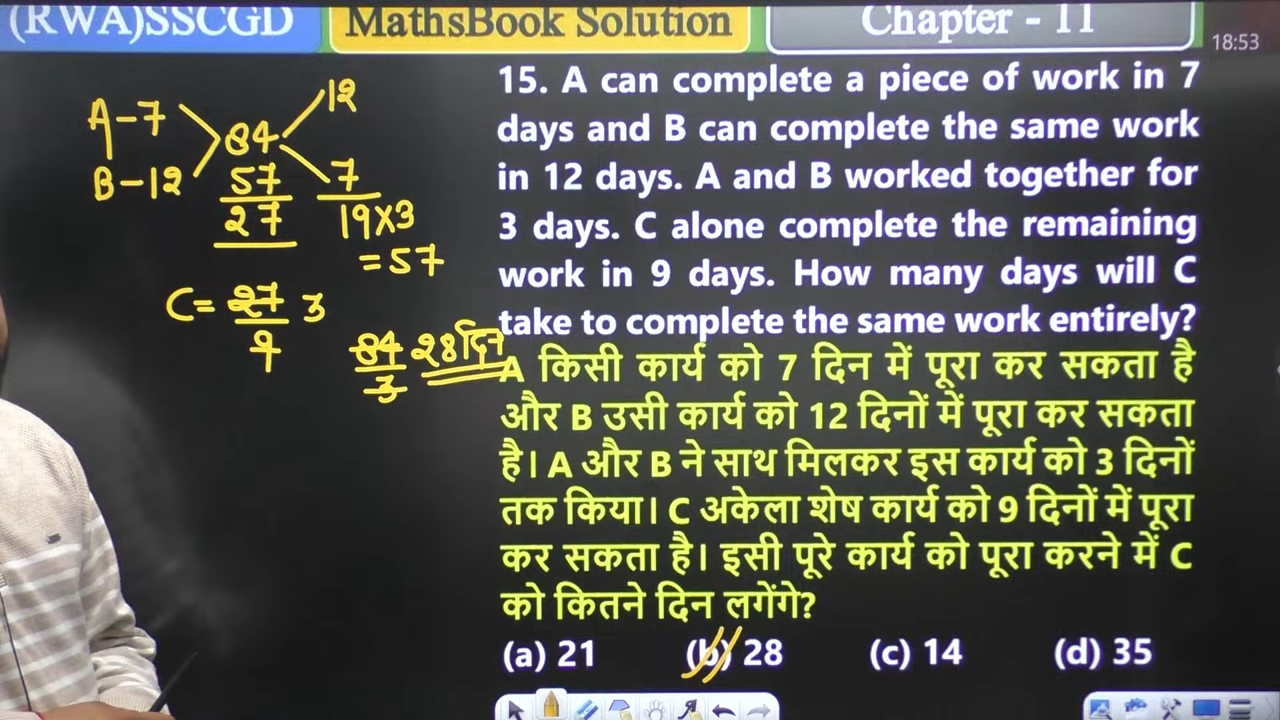 (RWA)SSCGD
MathsBook Solution
Chapter - 11
18:53
15. A can complete a piece of work in 7
days and B can complete the same work
in 12 days. A and B worked together for
3 days. C alone complete the remaining
work in 9 days. How many days will C
take to complete the same work entirely?
A किसी कार्य को 7 दिन में पूरा कर सकता है
और B उसी कार्य को 12 दिनों में पूरा कर सकता
है। A और B ने साथ मिलकर इस कार्य को 3 दिनों
तक किया। C अकेला शेष कार्य को 9 दिनों में पूरा
कर सकता है। इसी पूरे कार्य को पूरा करने में C
को कितने दिन लगेंगे?
(a) 21 (b) 28 (c) 14 (d) 35
A-7
B-12
84
57
27
12
7
19×3
=57
C= 27 3
9
84 28 दिन
3